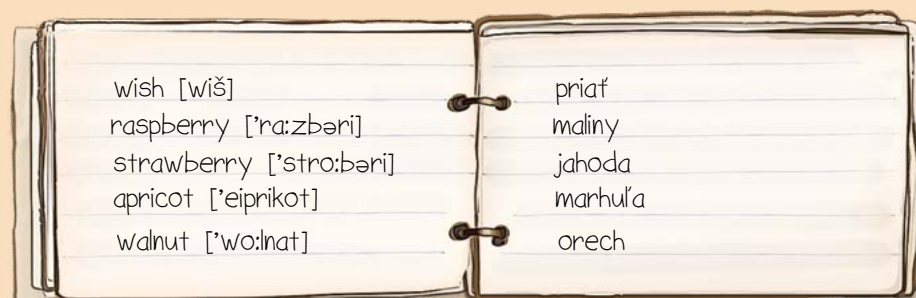 wish [wiš]
raspberry ['ra:zbəri]
strawberry ['stro:bəri]
apricot ['eiprikot]
walnut ['wo:lnat]
priať
maliny
jahoda
marhuľa
orech